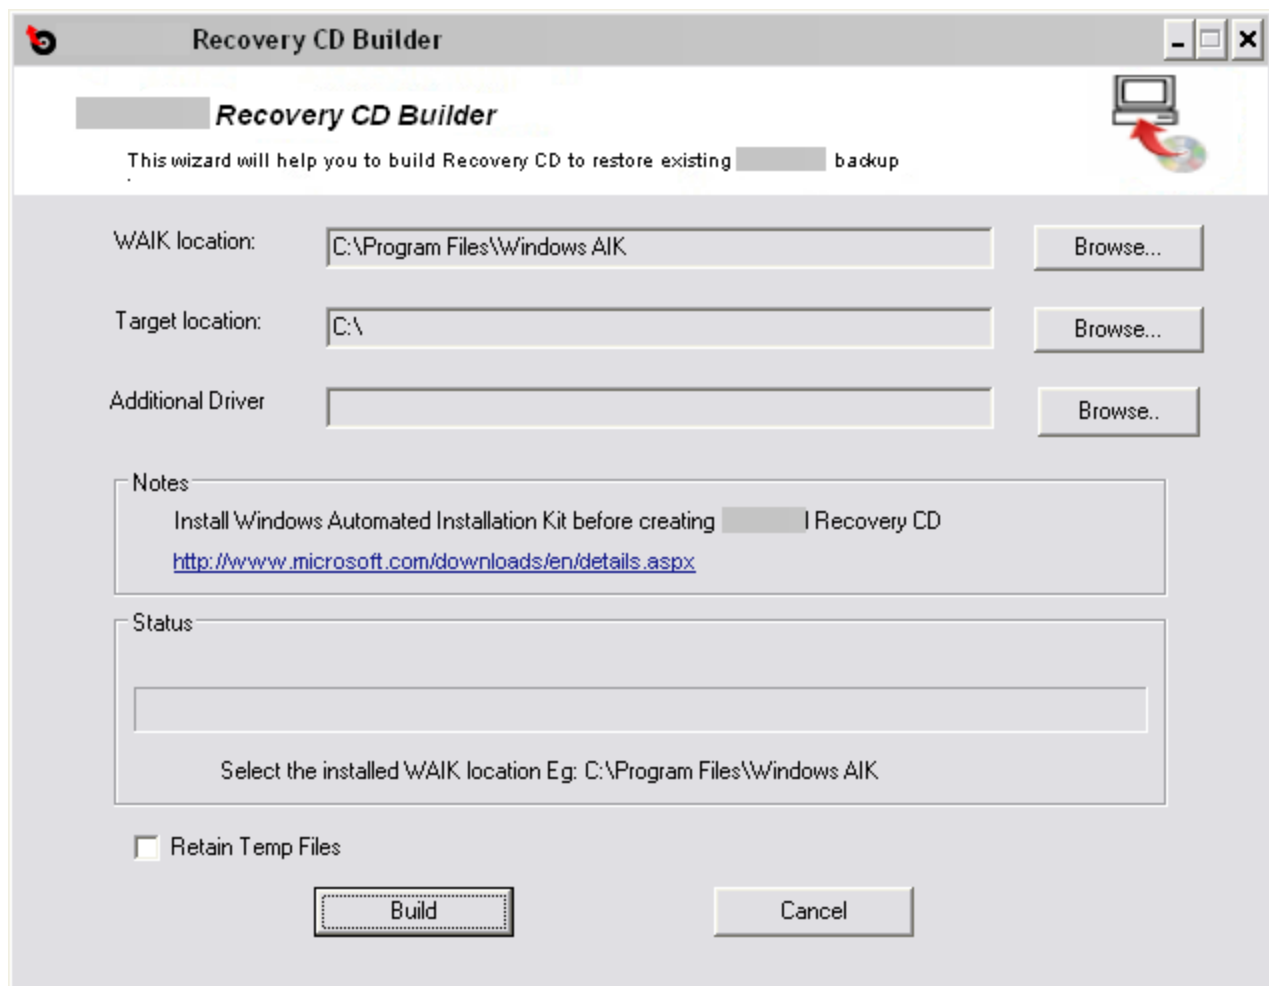 Recovery CD Builder
Recovery CD Builder
This wizard will help you to build Recovery CD to restore existing backup
WAIK location: C:\Program Files\Windows AIK Browse...
Target location: C:\ Browse...
Additional Driver Browse..
Notes
Install Windows Automated Installation Kit before creating Recovery CD
http://www.microsoft.com/downloads/en/details.aspx
Status
Select the installed WAIK location Eg: C:\Program Files\Windows AIK
Retain Temp Files
Build Cancel